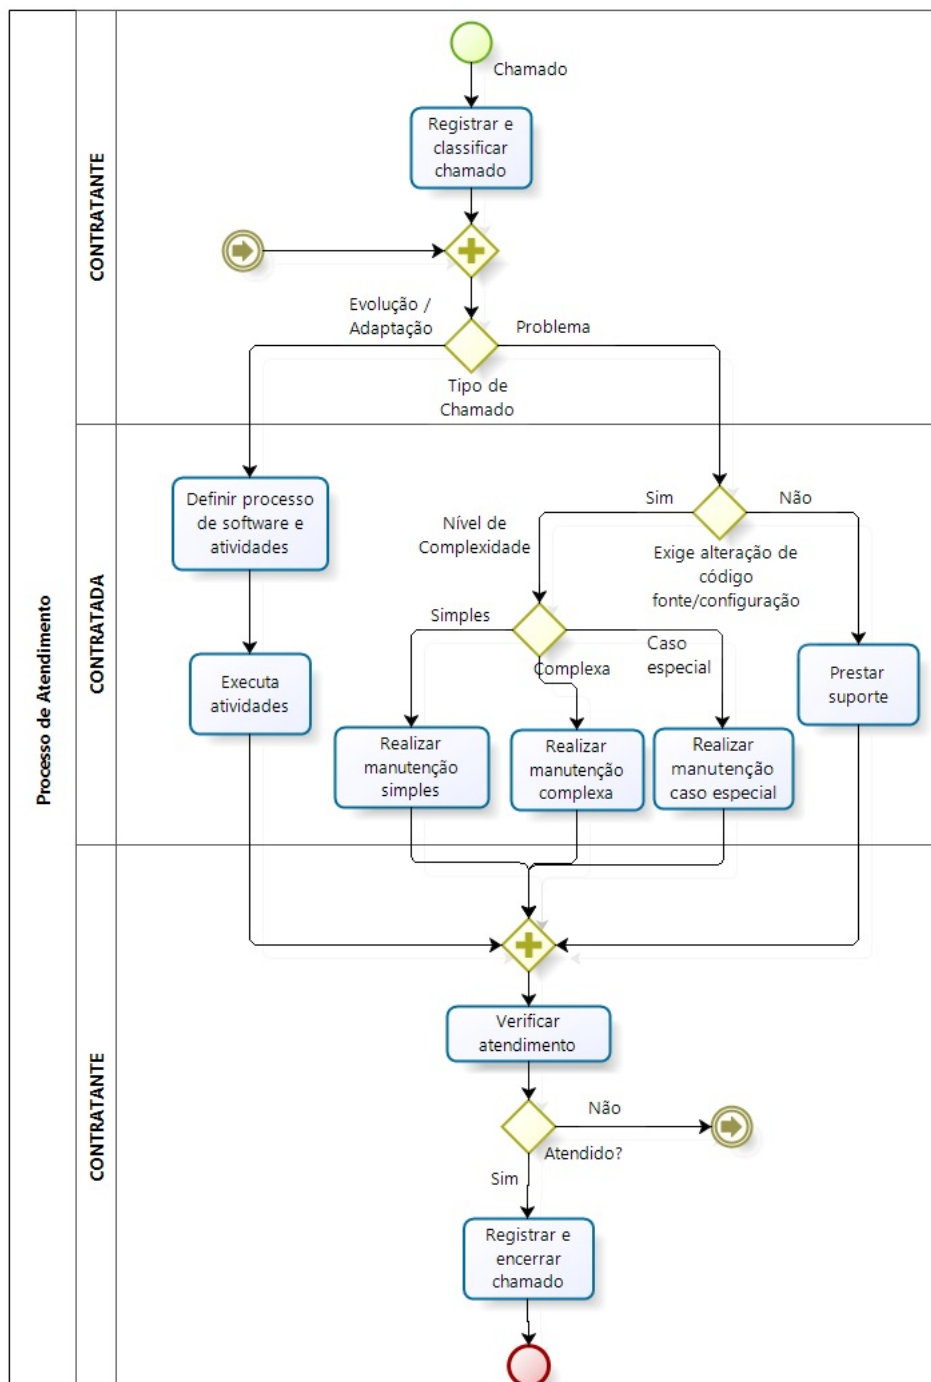 Processo de Atendimento
CONTRATANTE
Chamado
Registrar e
classificar
chamado
Evolução /
Adaptação
Problema
Tipo de
Chamado
CONTRATADA
Definir processo
de software e
atividades
Executa
atividades
Sim
Não
Exige alteração de
código
fonte/configuração
Nível de
Complexidade
Simples
Complexa
Caso
especial
Realizar
manutenção
simples
Realizar
manutenção
complexa
Realizar
manutenção
caso especial
Prestar
suporte
CONTRATANTE
Verificar
atendimento
Não
Atendido?
Sim
Registrar e
encerrar
chamado